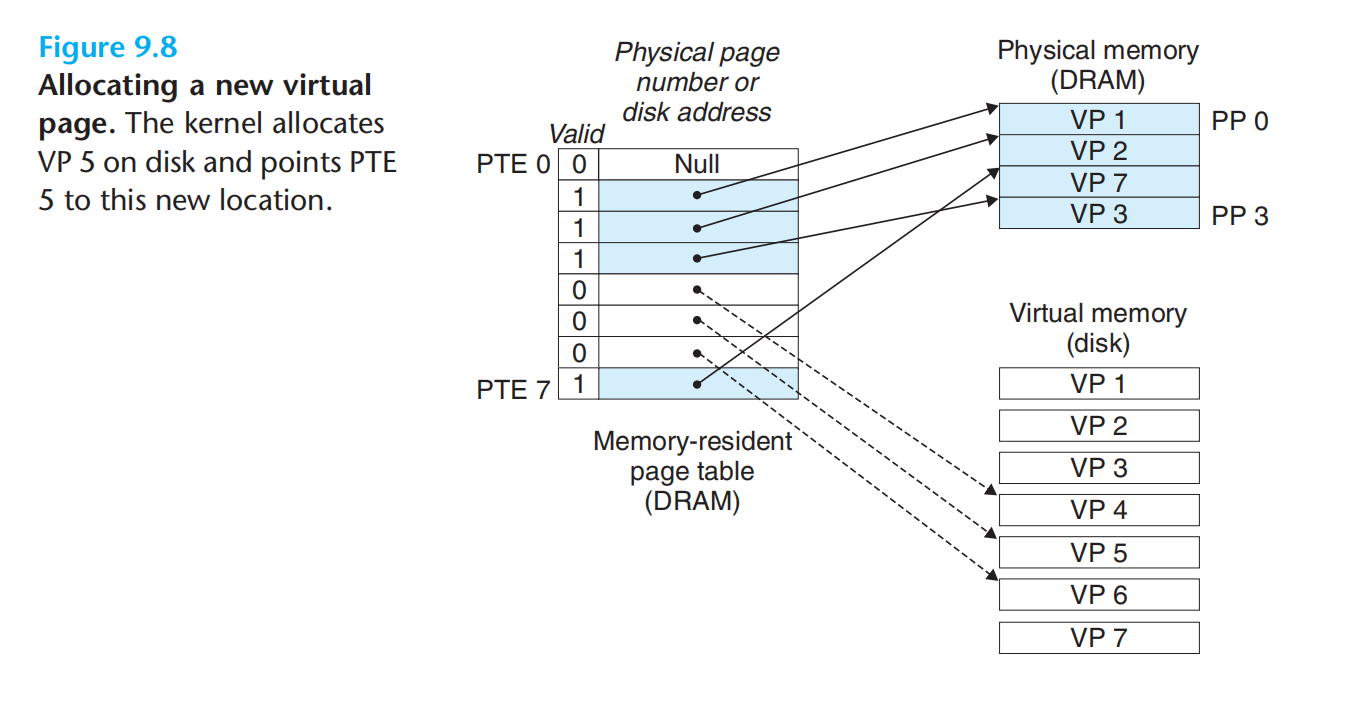 Figure 9.8
Allocating a new virtual
page. The kernel allocates
VP 5 on disk and points PTE
5 to this new location.
Physical page
number or
disk address
Valid
PTE 0 0 Null
1
1
1
0
0
0
PTE 7 1
Memory-resident
page table
(DRAM)
Physical memory
(DRAM)
VP 1 PP 0
VP 2
VP 7
VP 3 PP 3
Virtual memory
(disk)
VP 1
VP 2
VP 3
VP 4
VP 5
VP 6
VP 7